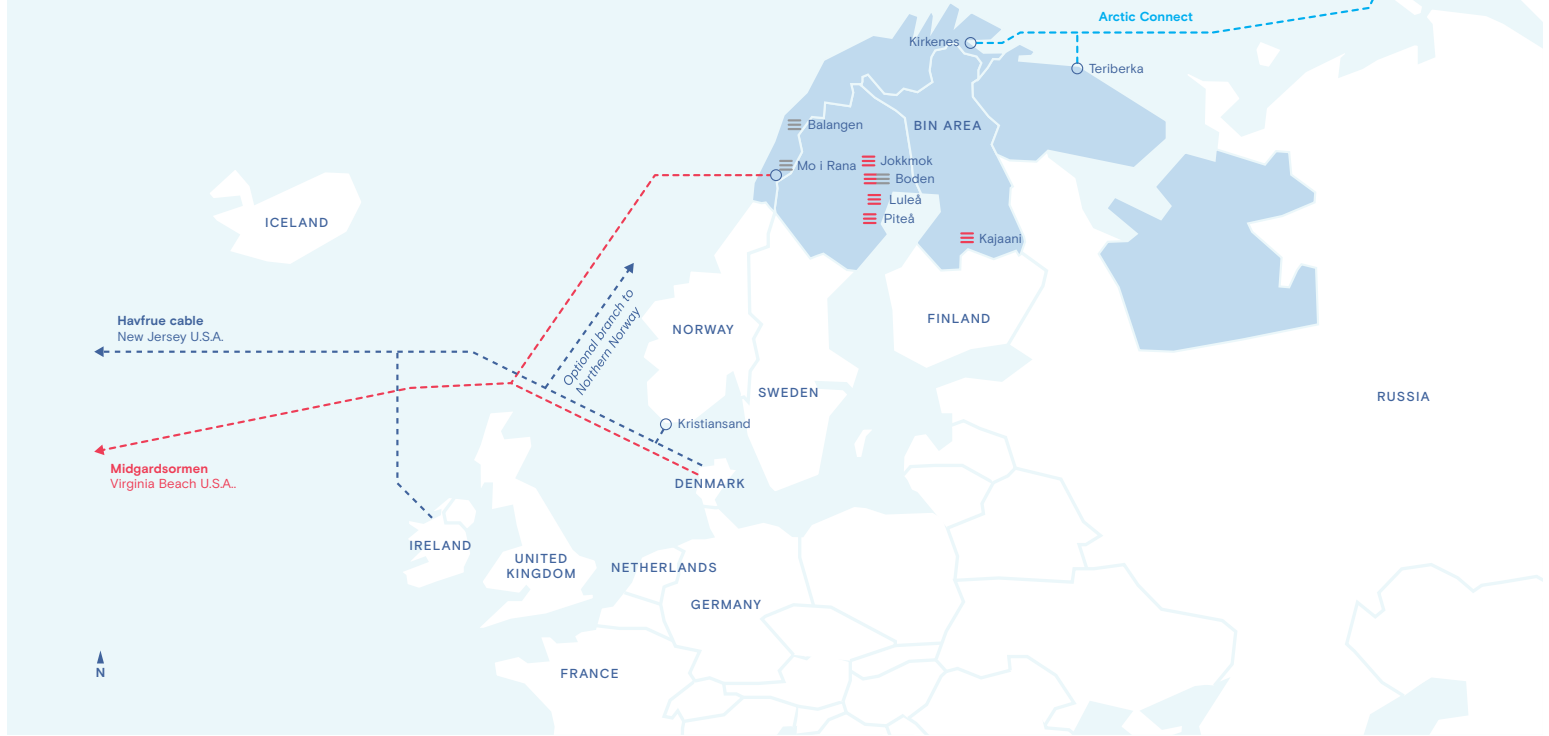 Arctic Connect
Kirkenes
Teriberka
Balangen
BIN AREA
Mo i Rana
Jokkmok
Boden
Luleå
Piteå
Kajaani
ICELAND
Havfrue cable
New Jersey U.S.A.
Optional branch to
Northern Norway
NORWAY
FINLAND
SWEDEN
RUSSIA
Kristiansand
Midgardsormen
Virginia Beach U.S.A..
DENMARK
IRELAND
UNITED
KINGDOM
NETHERLANDS
GERMANY
FRANCE
N